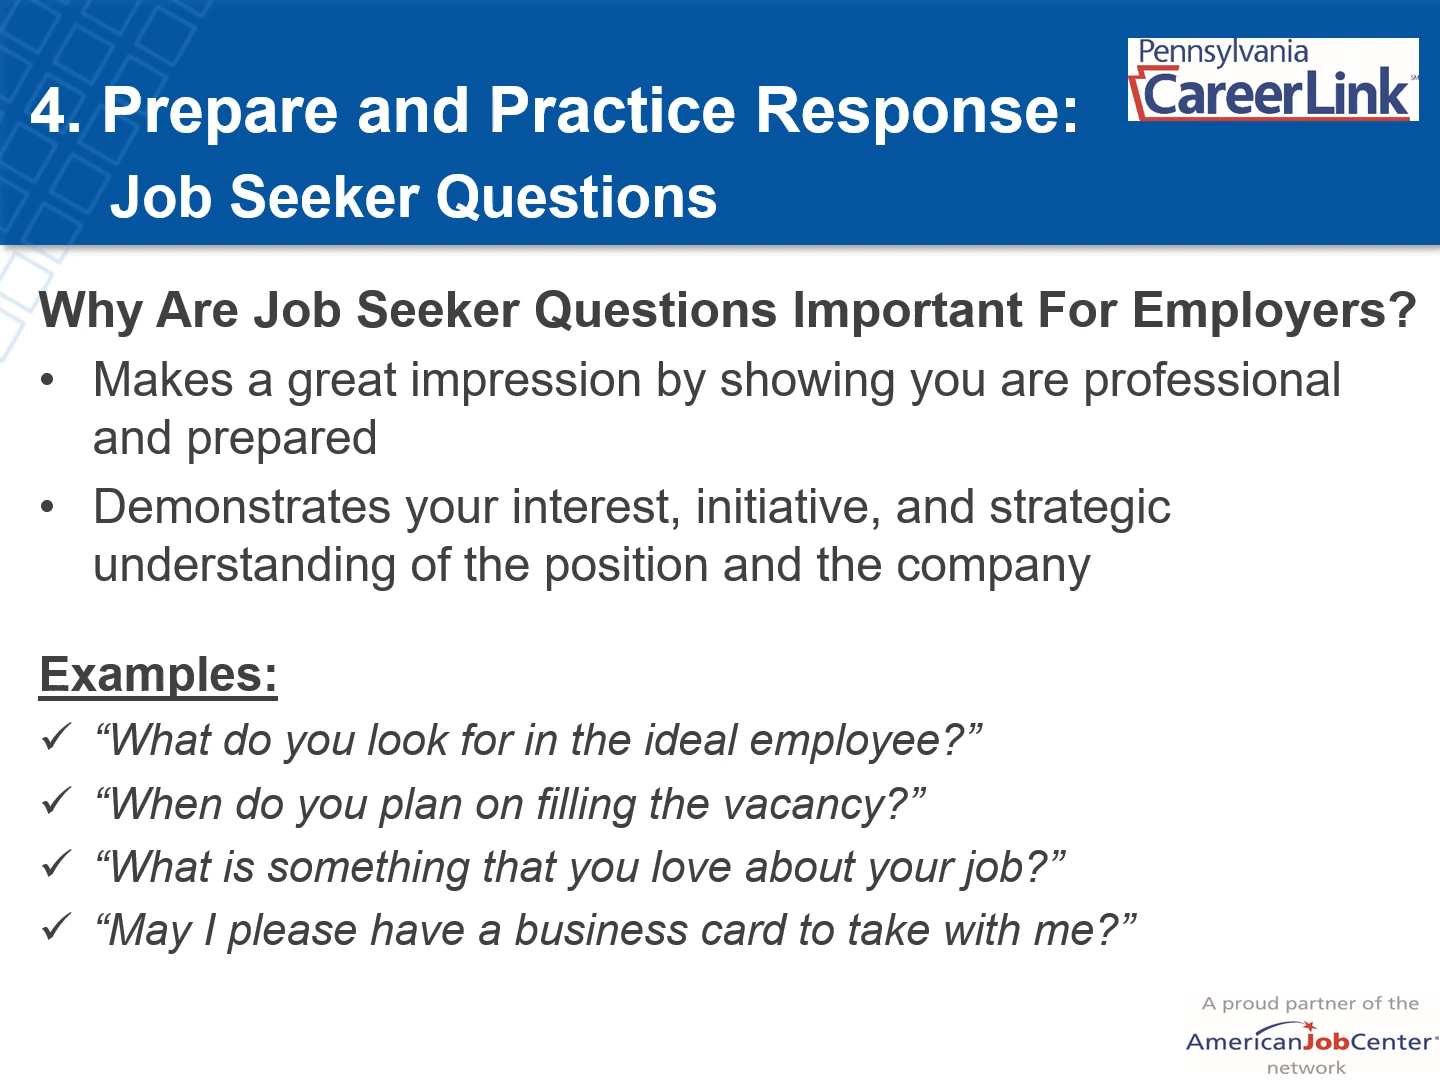 4. Prepare and Practice Response:
Job Seeker Questions
Pennsylvania
CareerLink SM
Why Are Job Seeker Questions Important For Employers?
• Makes a great impression by showing you are professional
and prepared
• Demonstrates your interest, initiative, and strategic
understanding of the position and the company
Examples:
✓ “What do you look for in the ideal employee?”
✓ “When do you plan on filling the vacancy?”
✓ “What is something that you love about your job?”
✓ “May I please have a business card to take with me?”
A proud partner of the
AmericanJobCenter
network